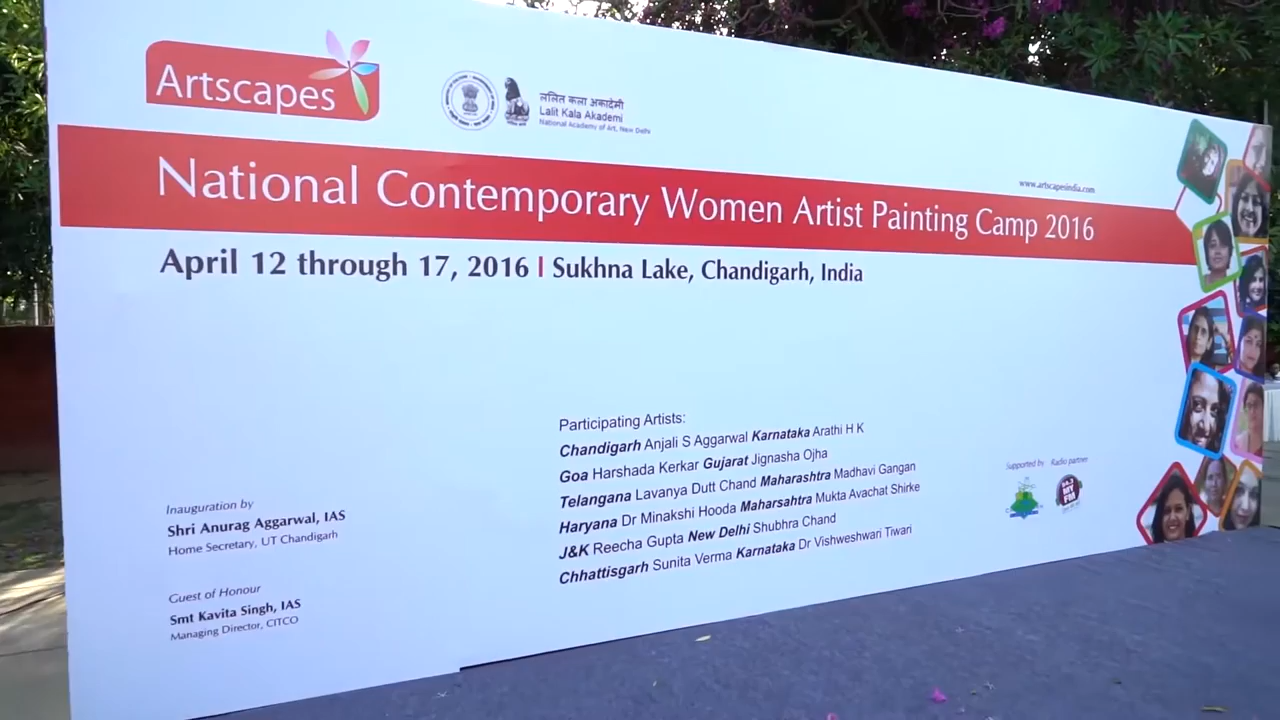 Artscapes
ललित कला अकादेमी
Lalit Kala Akademi
National Academy of Art, New Delhi
www.artscapesindia.com
National Contemporary Women Artist Painting Camp 2016
April 12 through 17, 2016 | Sukhna Lake, Chandigarh, India
Participating Artists:
Chandigarh Anjali S Aggarwal Karnataka Arathi H K
Goa Harshada Kerkar Gujarat Jignasha Ojha
Telangana Lavanya Dutt Chand Maharashtra Madhavi Gangan
Haryana Dr Minakshi Hooda Maharsahtra Mukta Avachat Shirke
J&K Reecha Gupta New Delhi Shubhra Chand
Chhattisgarh Sunita Verma Karnataka Dr Vishweshwari Tiwari
Inauguration by
Shri Anurag Aggarwal, IAS
Home Secretary, UT Chandigarh
Guest of Honour
Smt Kavita Singh, IAS
Managing Director, CITCO
Supported by Radio partner
94.3
MY
FM